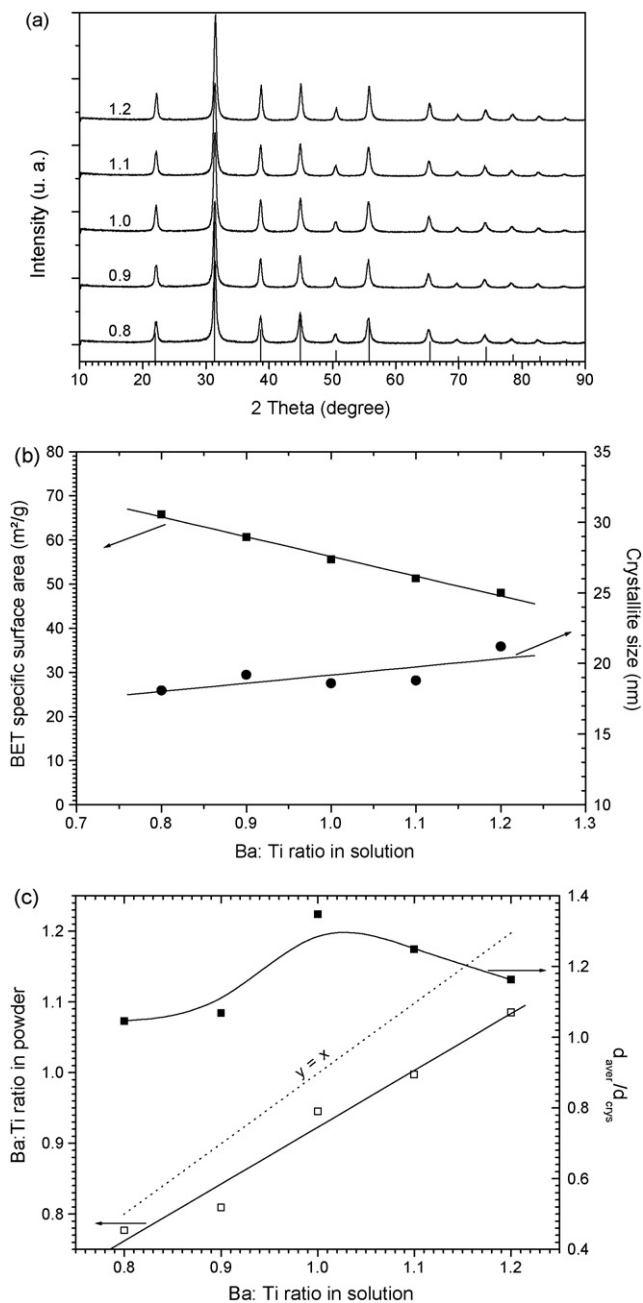 (a)
Intensity (u. a.)
1.2
1.1
1.0
0.9
0.8
10 20 30 40 50 60 70 80 90
2 Theta (degree)
(b)
BET specific surface area (m²/g)
80
70
60
50
40
30
20
10
0
35
30
25
20
15
10
Crystallite size (nm)
0.7 0.8 0.9 1.0 1.1 1.2 1.3
Ba: Ti ratio in solution
(c)
Ba:Ti ratio in powder
1.2
1.1
1.0
0.9
0.8
y = x
1.4
1.2
1.0
0.8
0.6
0.4
d aver/d crys
0.8 0.9 1.0 1.1 1.2
Ba: Ti ratio in solution